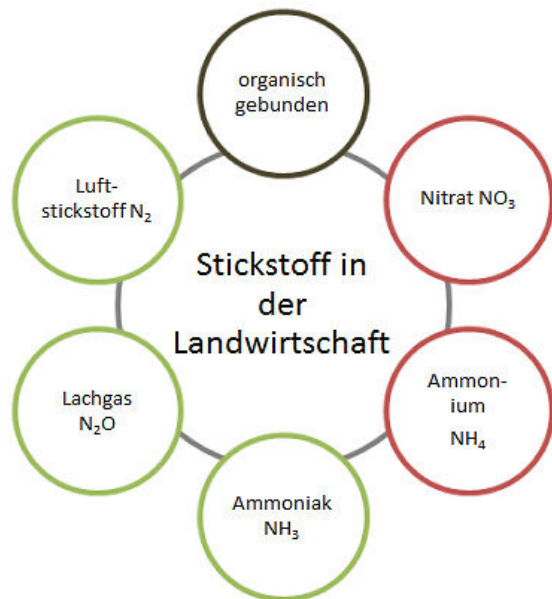 organisch
gebunden
Luft-
stickstoff N₂
Nitrat NO₃
Stickstoff in
der
Landwirtschaft
Lachgas
N₂O
Ammon-
ium
NH₄
Ammoniak
NH₃